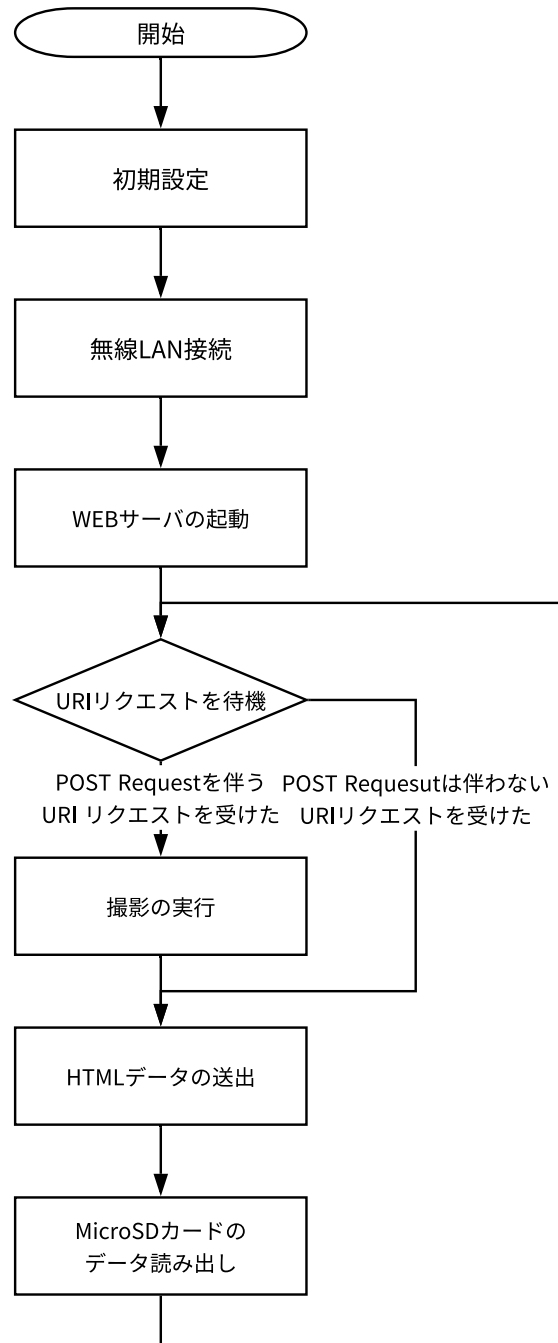 開始
初期設定
無線LAN接続
WEBサーバの起動
URIリクエストを待機
POST Requestを伴う
URI リクエストを受けた
POST Requesutは伴わない
URIリクエストを受けた
撮影の実行
HTMLデータの送出
MicroSDカードの
データ読み出し